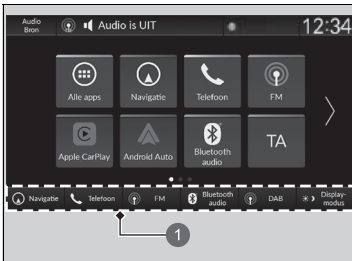 Audio
Bron
Audio is UIT
12:34
Alle apps
Navigatie
Telefoon
FM
Apple CarPlay
Android Auto
Bluetooth
audio
TA
Navigatie
Telefoon
FM
Bluetooth
audio
DAB
Display-
modus
1